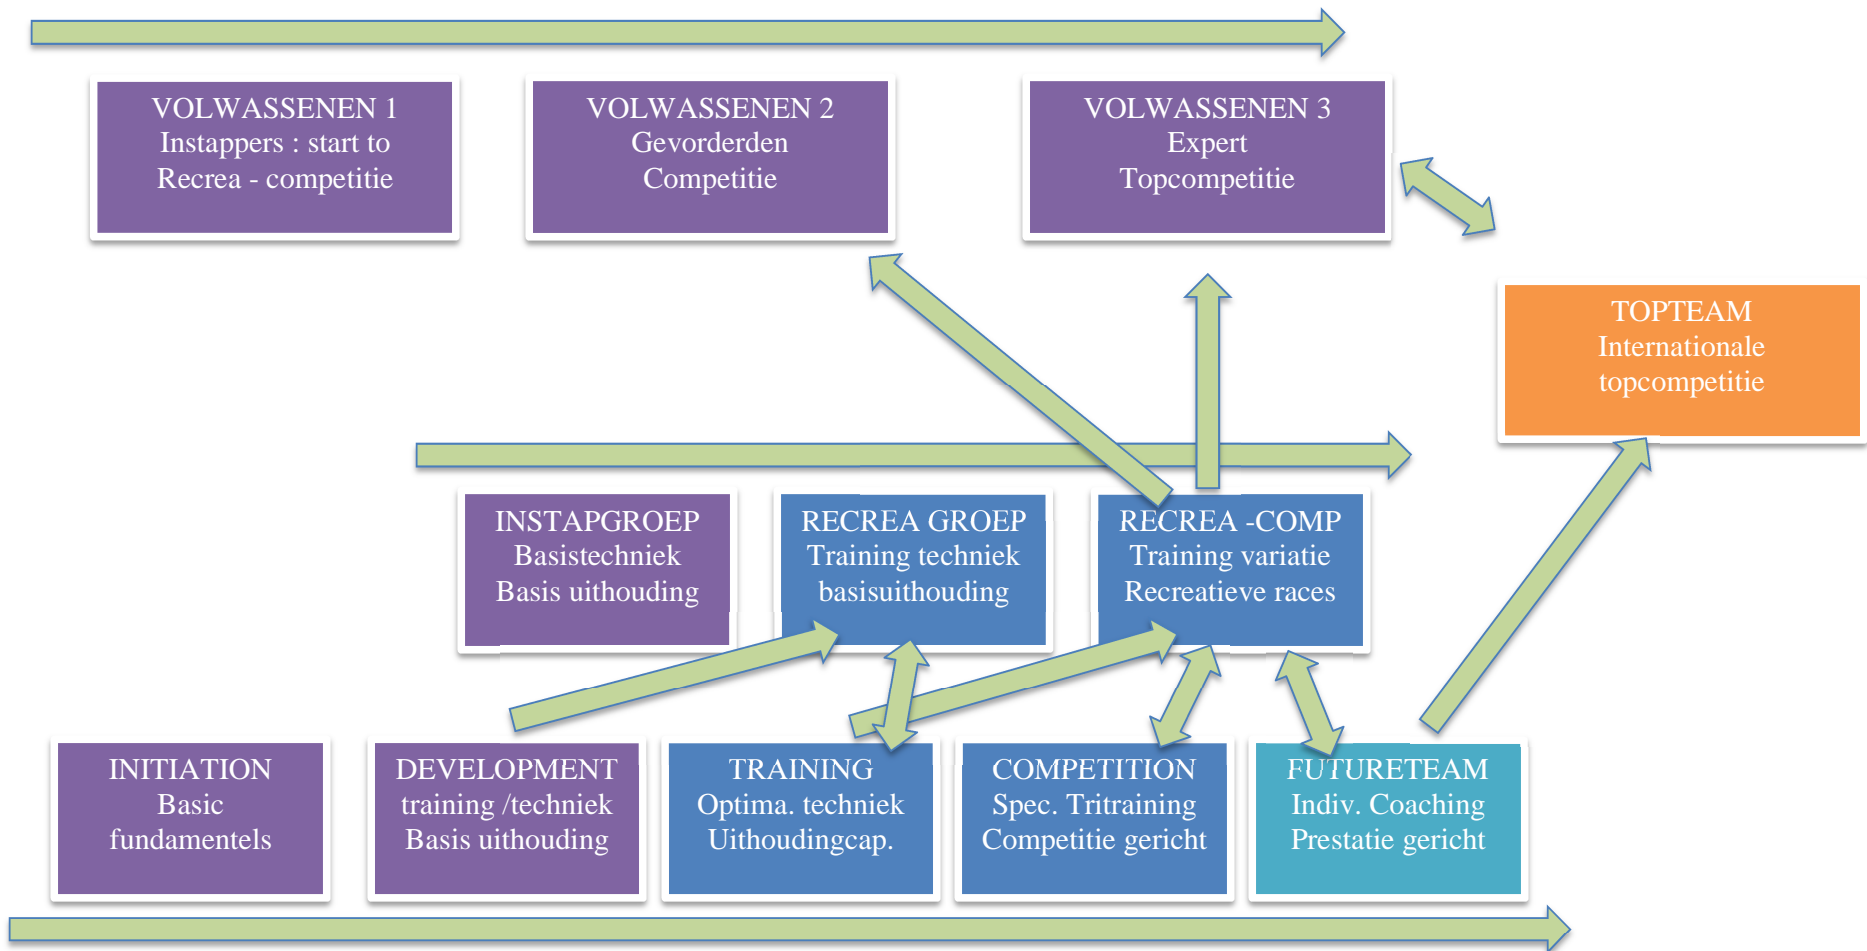 VOLWASSENEN 1
Instappers : start to
Recrea - competitie
VOLWASSENEN 2
Gevorderden
Competitie
VOLWASSENEN 3
Expert
Topcompetitie
TOPTEAM
Internationale
topcompetitie
INSTAPGROEP
Basistechniek
Basis uithouding
RECREA GROEP
Training techniek
basisuithouding
RECREA -COMP
Training variatie
Recreatieve races
INITIATION
Basic
fundamentels
DEVELOPMENT
training /techniek
Basis uithouding
TRAINING
Optima. techniek
Uithoudingcap.
COMPETITION
Spec. Tritraining
Competitie gericht
FUTURETEAM
Indiv. Coaching
Prestatie gericht